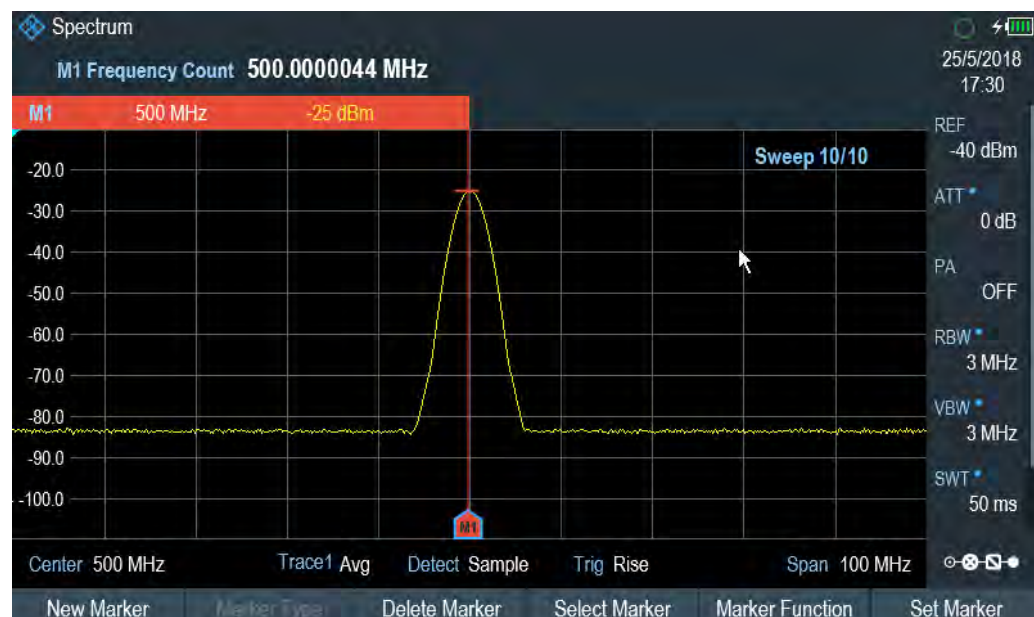 Spectrum
M1 Frequency Count 500.0000044 MHz
25/5/2018
17:30
M1 500 MHz -25 dBm
Sweep 10/10
-20.0
-30.0
-40.0
-50.0
-60.0
-70.0
-80.0
-90.0
-100.0
M1
REF
-40 dBm
ATT
0 dB
PA
OFF
RBW
3 MHz
VBW
3 MHz
SWT
50 ms
Center 500 MHz Trace1 Avg Detect Sample Trig Rise Span 100 MHz
New Marker Marker Type Delete Marker Select Marker Marker Function Set Marker